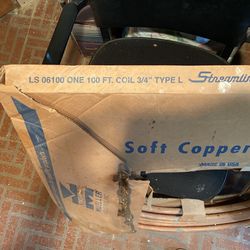 LS 06100 ONE 100 FT. COIL 3/4" TYPE L
Streamline
Soft Copper
MADE IN USA